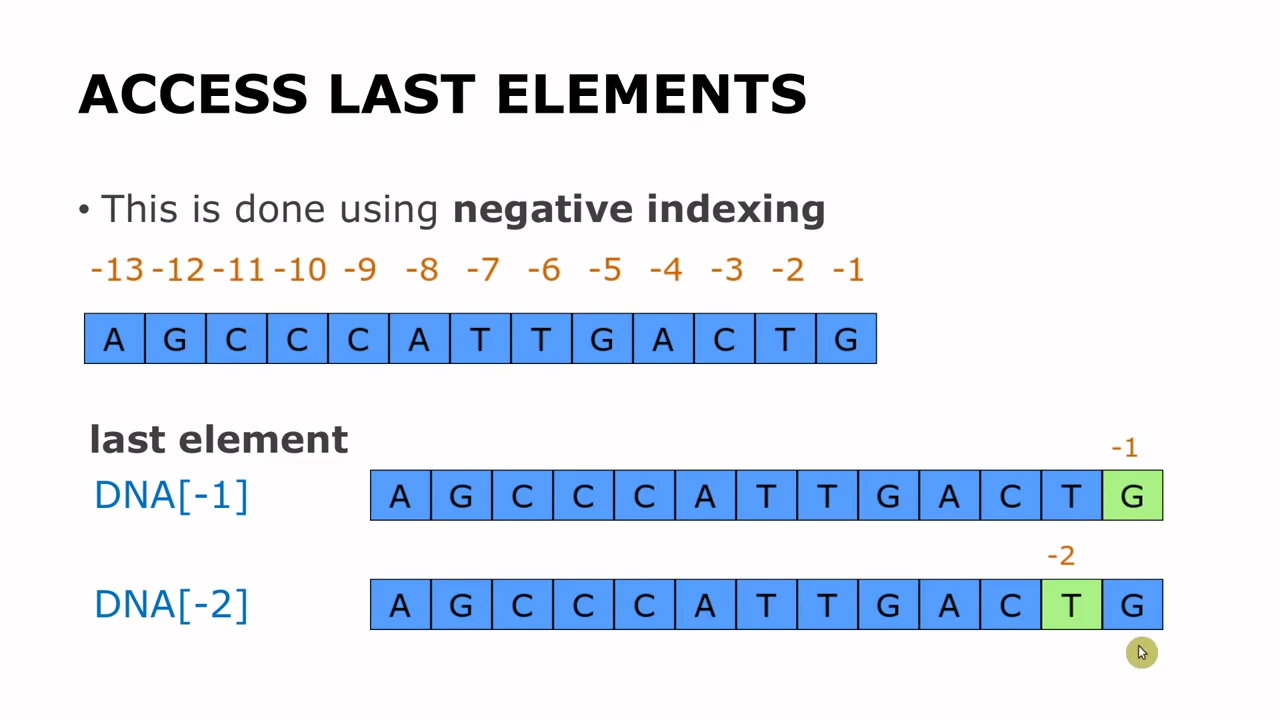 ACCESS LAST ELEMENTS
• This is done using negative indexing
-13 -12 -11 -10 -9 -8 -7 -6 -5 -4 -3 -2 -1
A G C C C A T T G A C T G
last element
-1
DNA[-1] A G C C C A T T G A C T G
-2
DNA[-2] A G C C C A T T G A C T G